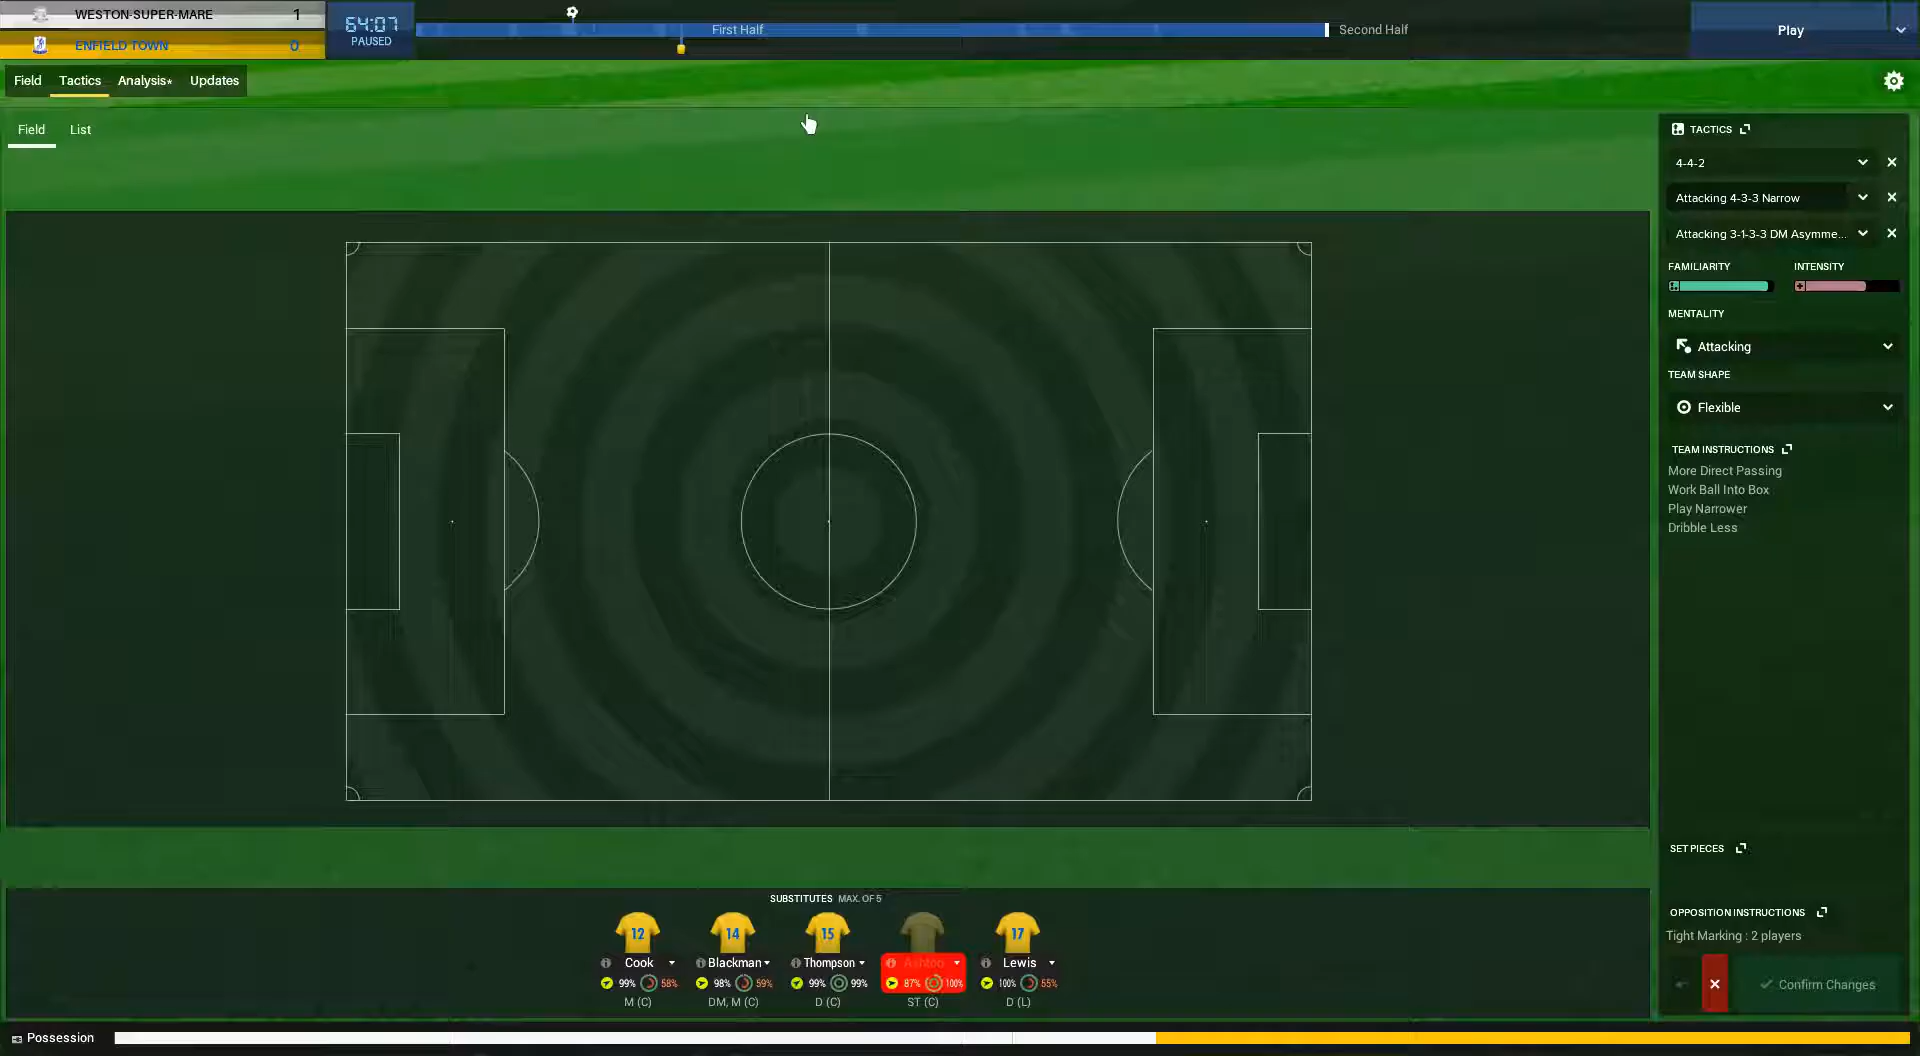 WESTON-SUPER-MARE 1
ENFIELD TOWN 0
64:07
PAUSED
First Half
Second Half
Play
Field Tactics Analysis* Updates
Field List
TACTICS
4-4-2
Attacking 4-3-3 Narrow
Attacking 3-1-3-3 DM Asymme...
FAMILIARITY INTENSITY
MENTALITY
Attacking
TEAM SHAPE
Flexible
TEAM INSTRUCTIONS
More Direct Passing
Work Ball Into Box
Play Narrower
Dribble Less
SET PIECES
OPPOSITION INSTRUCTIONS
Tight Marking : 2 players
Confirm Changes
SUBSTITUTES MAX. OF 5
12 14 15 17
Cook Blackman Thompson Ashton Lewis
99% 58% 98% 59% 99% 99% 87% 100% 100% 55%
M (C) DM, M (C) D (C) ST (C) D (L)
Possession